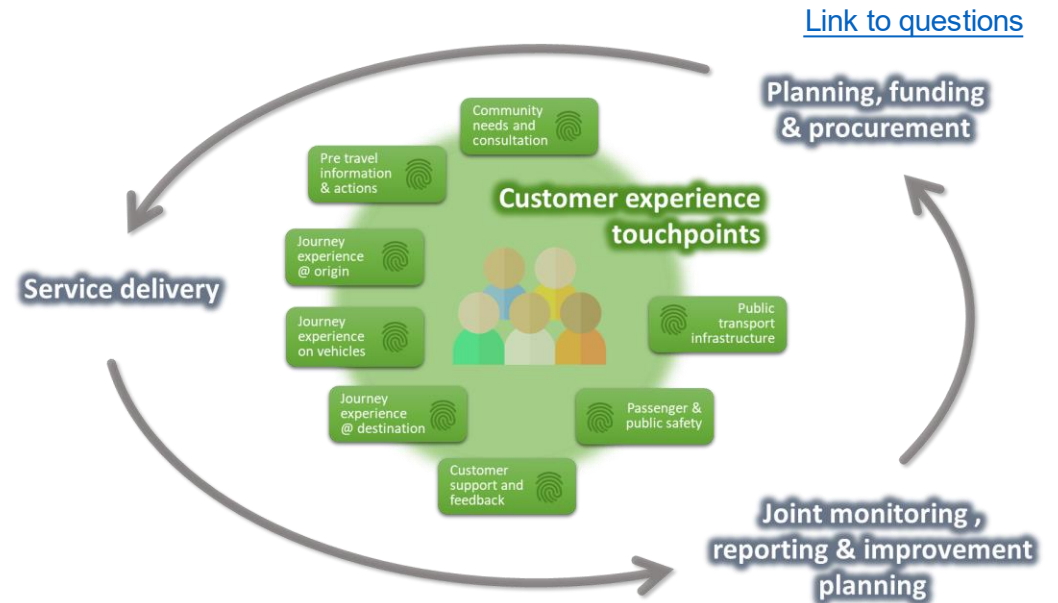 Link to questions
Planning, funding
& procurement
Community
needs and
consultation
Pre travel
information
& actions
Customer experience
touchpoints
Journey
experience
@ origin
Service delivery
Public
transport
infrastructure
Journey
experience
on vehicles
Journey
experience
@ destination
Passenger &
public safety
Customer
support and
feedback
Joint monitoring ,
reporting & improvement
planning